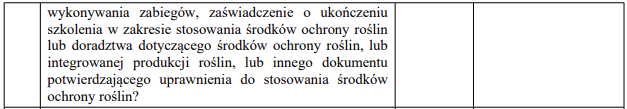 wykonywania zabiegów, zaświadczenie o ukończeniu
szkolenia w zakresie stosowania środków ochrony roślin
lub doradztwa dotyczącego środków ochrony roślin, lub
integrowanej produkcji roślin, lub innego dokumentu
potwierdzającego uprawnienia do stosowania środków
ochrony roślin?